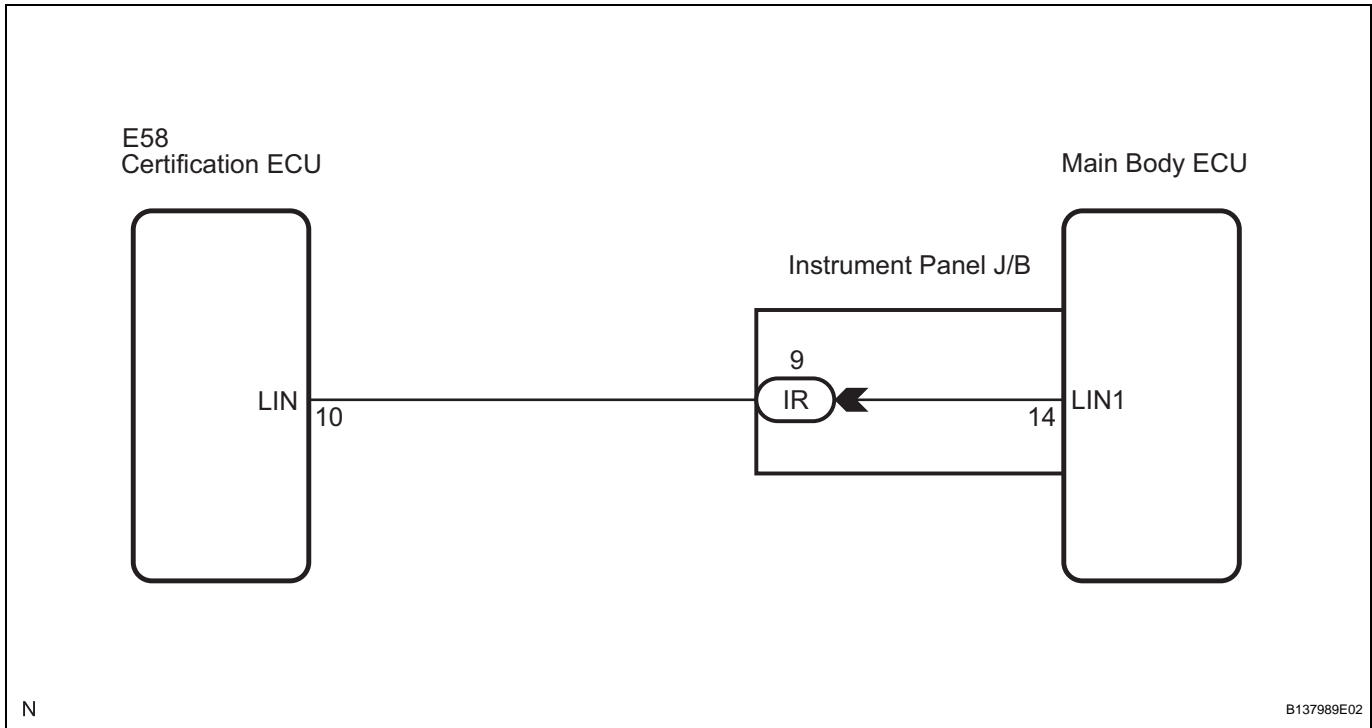 E58
Certification ECU
Main Body ECU
Instrument Panel J/B
9
LIN
IR
LIN1
10
14
N
B137989E02